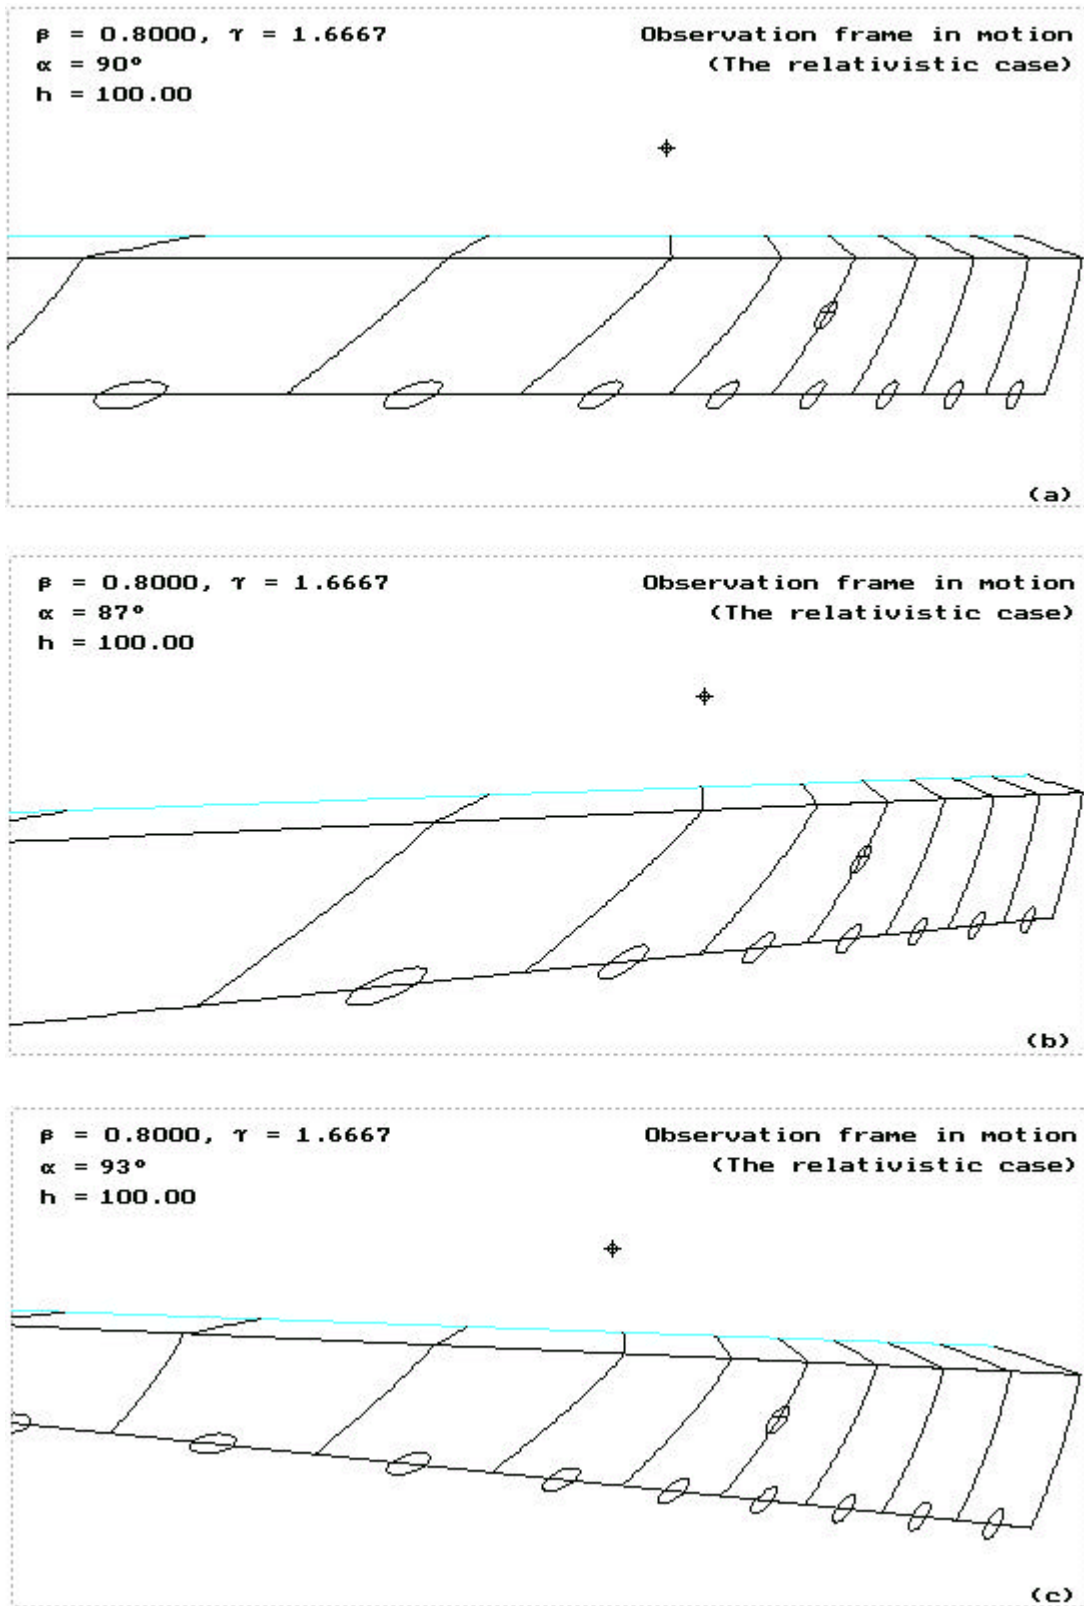 β = 0.8000, γ = 1.6667
Observation frame in motion
α = 90°
(The relativistic case)
h = 100.00
(a)
β = 0.8000, γ = 1.6667
Observation frame in motion
α = 87°
(The relativistic case)
h = 100.00
(b)
β = 0.8000, γ = 1.6667
Observation frame in motion
α = 93°
(The relativistic case)
h = 100.00
(c)